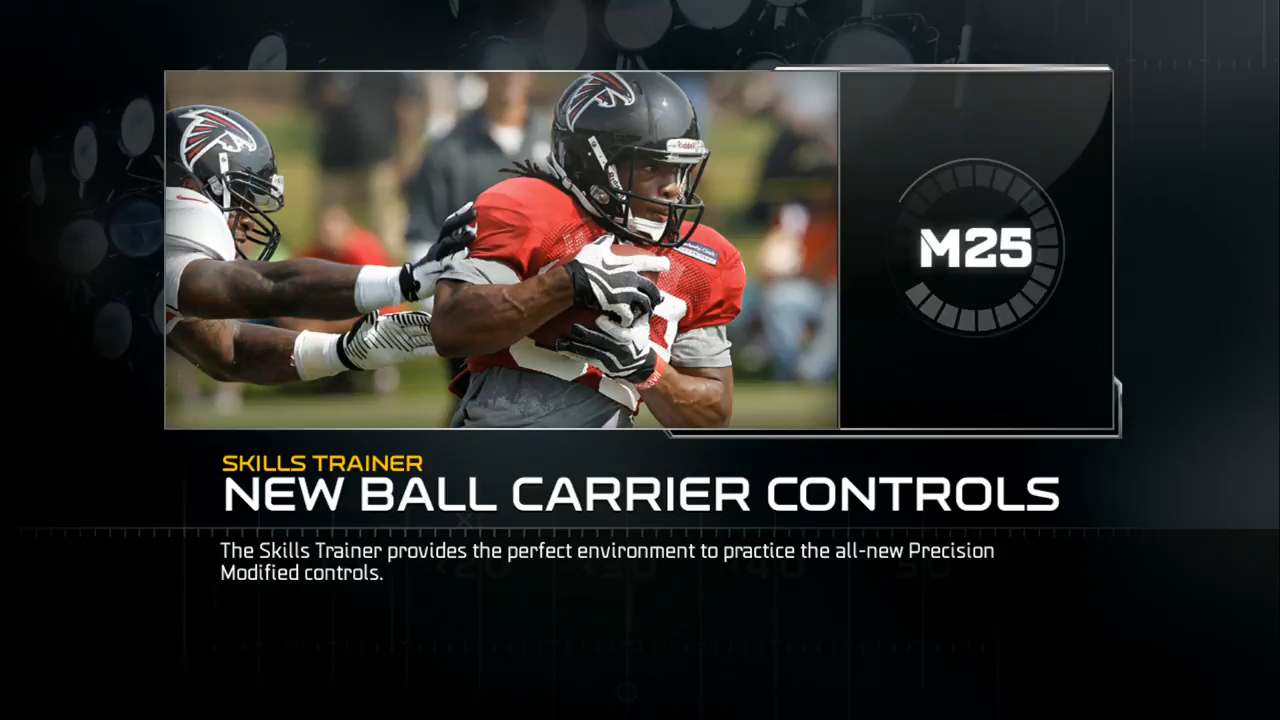 Riddell
M25
SKILLS TRAINER
NEW BALL CARRIER CONTROLS
The Skills Trainer provides the perfect environment to practice the all-new Precision
Modified controls.